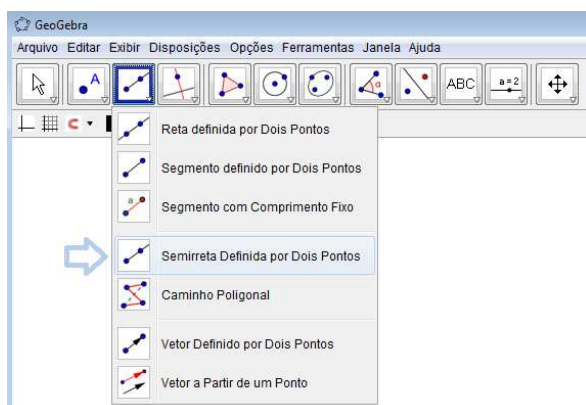 GeoGebra
Arquivo Editar Exibir Disposições Opções Ferramentas Janela Ajuda
A α ABC a=2
Reta definida por Dois Pontos
Segmento definido por Dois Pontos
a
Segmento com Comprimento Fixo
Semirreta Definida por Dois Pontos
Caminho Poligonal
Vetor Definido por Dois Pontos
Vetor a Partir de um Ponto